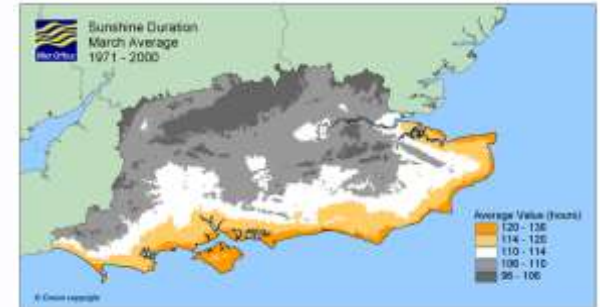 Sunshine Duration
March Average
1971 - 2000
Met Office
Average Value (hours)
120 - 136
114 - 120
110 - 114
106 - 110
96 - 106
© Crown copyright